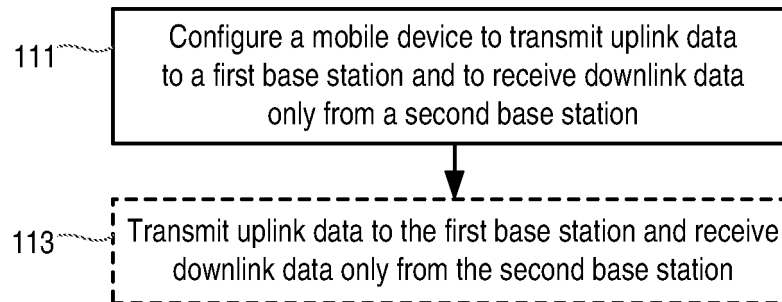 111
Configure a mobile device to transmit uplink data
to a first base station and to receive downlink data
only from a second base station
113
Transmit uplink data to the first base station and receive
downlink data only from the second base station